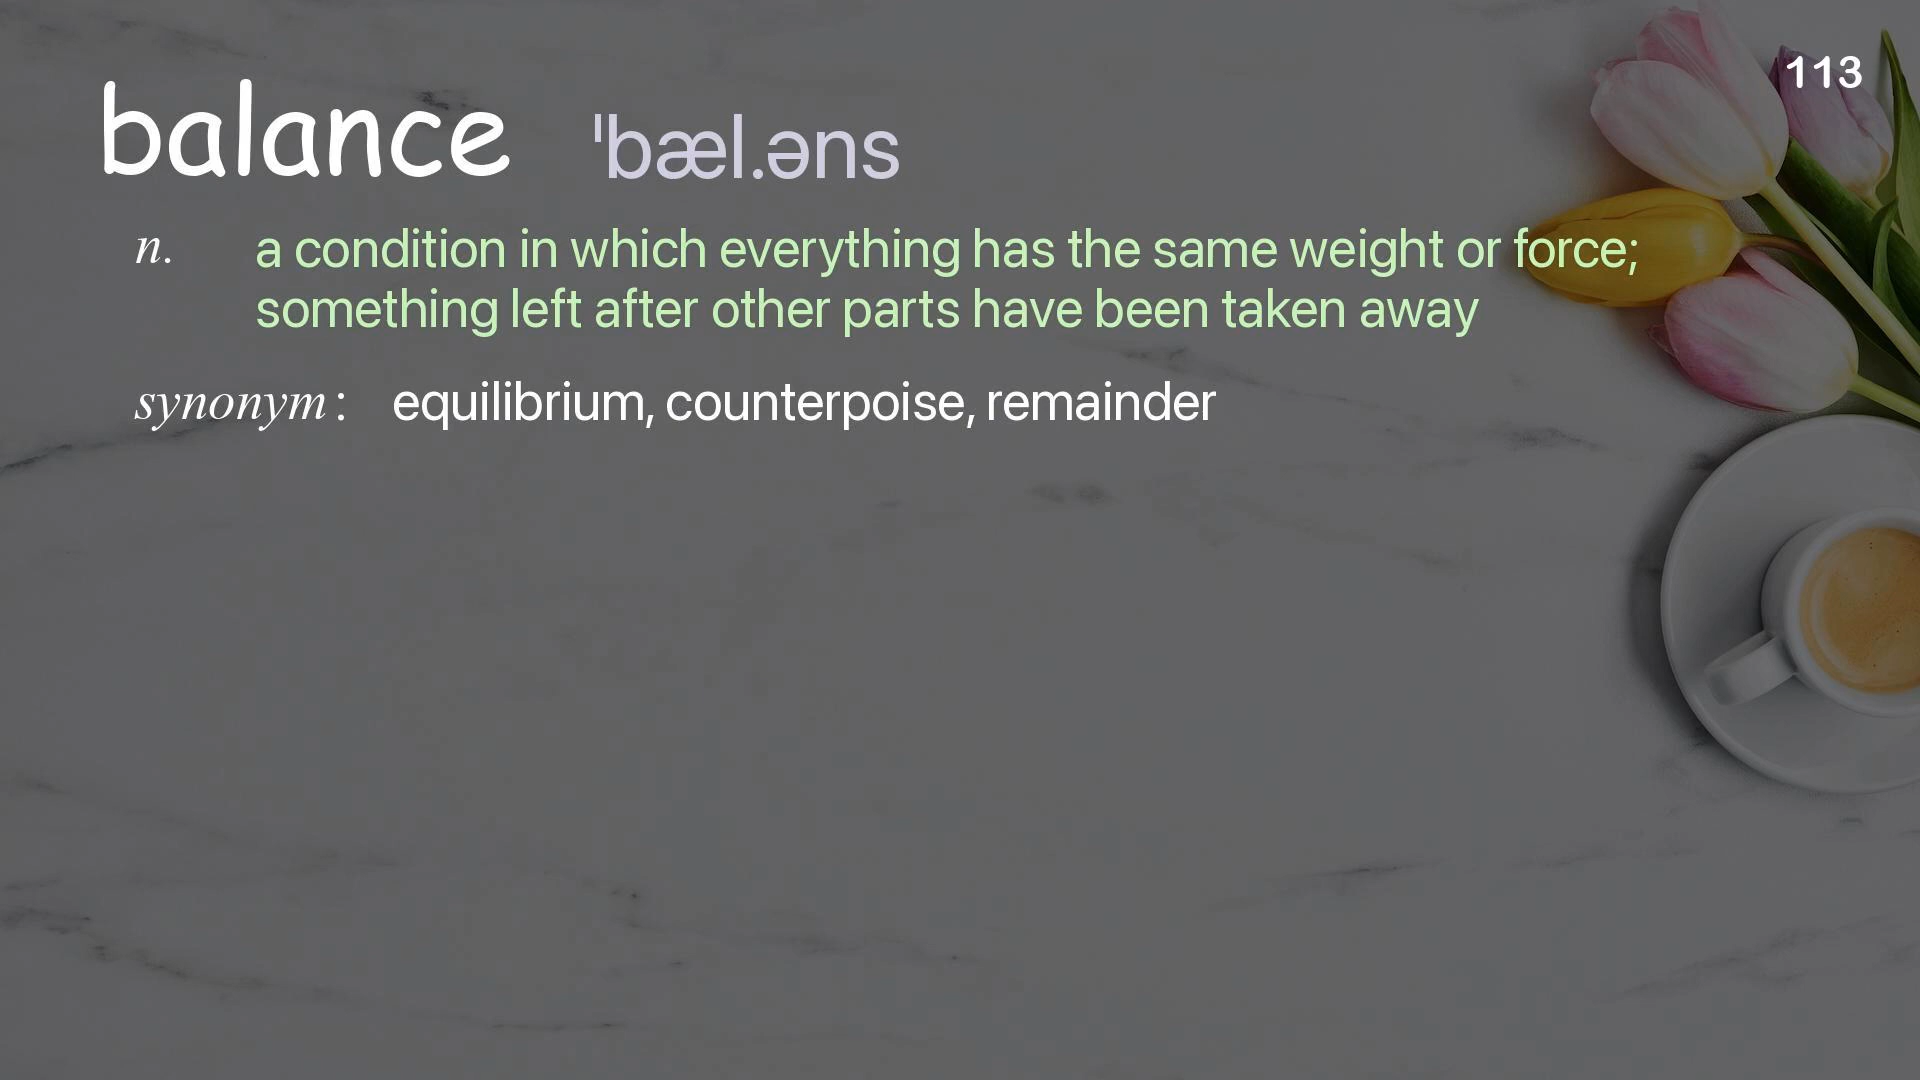 113
balance ˈbæl.əns
n. a condition in which everything has the same weight or force;
something left after other parts have been taken away
synonym : equilibrium, counterpoise, remainder